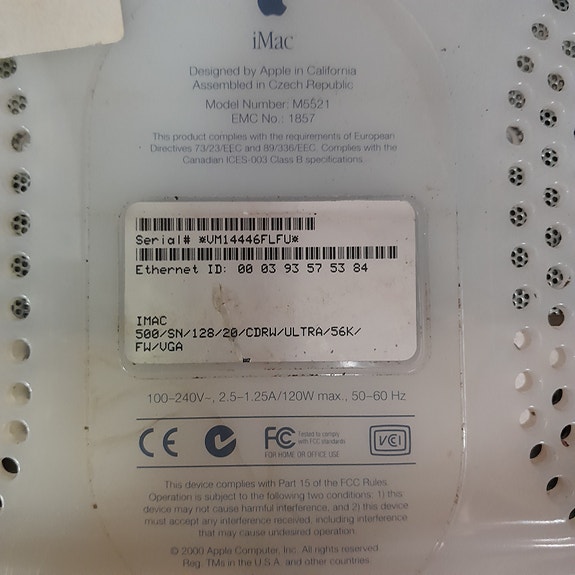 iMac
Designed by Apple in California
Assembled in Czech Republic
Model Number: M5521
EMC No.: 1857
This product complies with the requirements of European
Directives 73/23/EEC and 89/336/EEC. Complies with the
Canadian ICES-003 Class B specifications.
Serial# *VM14446FLFU*
Ethernet ID: 00 03 93 57 53 84
IMAC
500/SN/128/20/CDRW/ULTRA/56K/
FW/VGA
100-240V~, 2.5-1.25A/120W max., 50-60 Hz
CE
FC Tested to comply
with FCC standards
FOR HOME OR OFFICE USE
VCI
This device complies with Part 15 of the FCC Rules.
Operation is subject to the following two conditions: 1) this
device may not cause harmful interference, and 2) this device
must accept any interference received, including interference
that may cause undesired operation.
© 2000 Apple Computer, Inc. All rights reserved.
Reg. TMs in the U.S.A. and other countries.